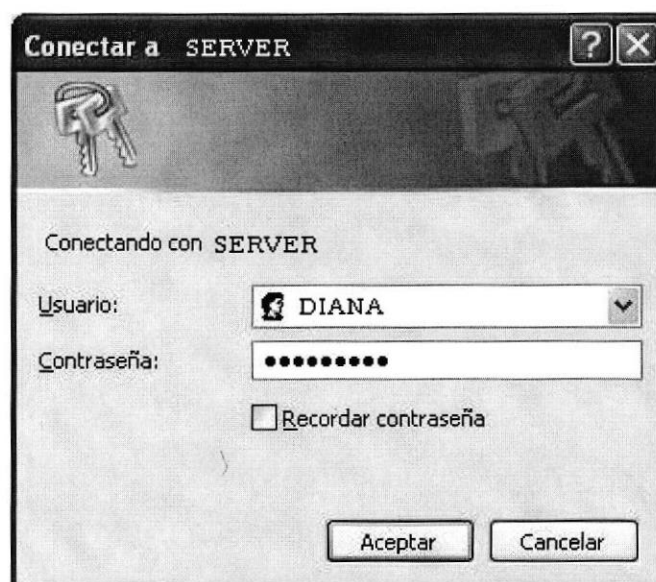 Conectar a SERVER
Conectando con SERVER
Usuario: DIANA
Contraseña: •••••••••
Recordar contraseña
Aceptar Cancelar